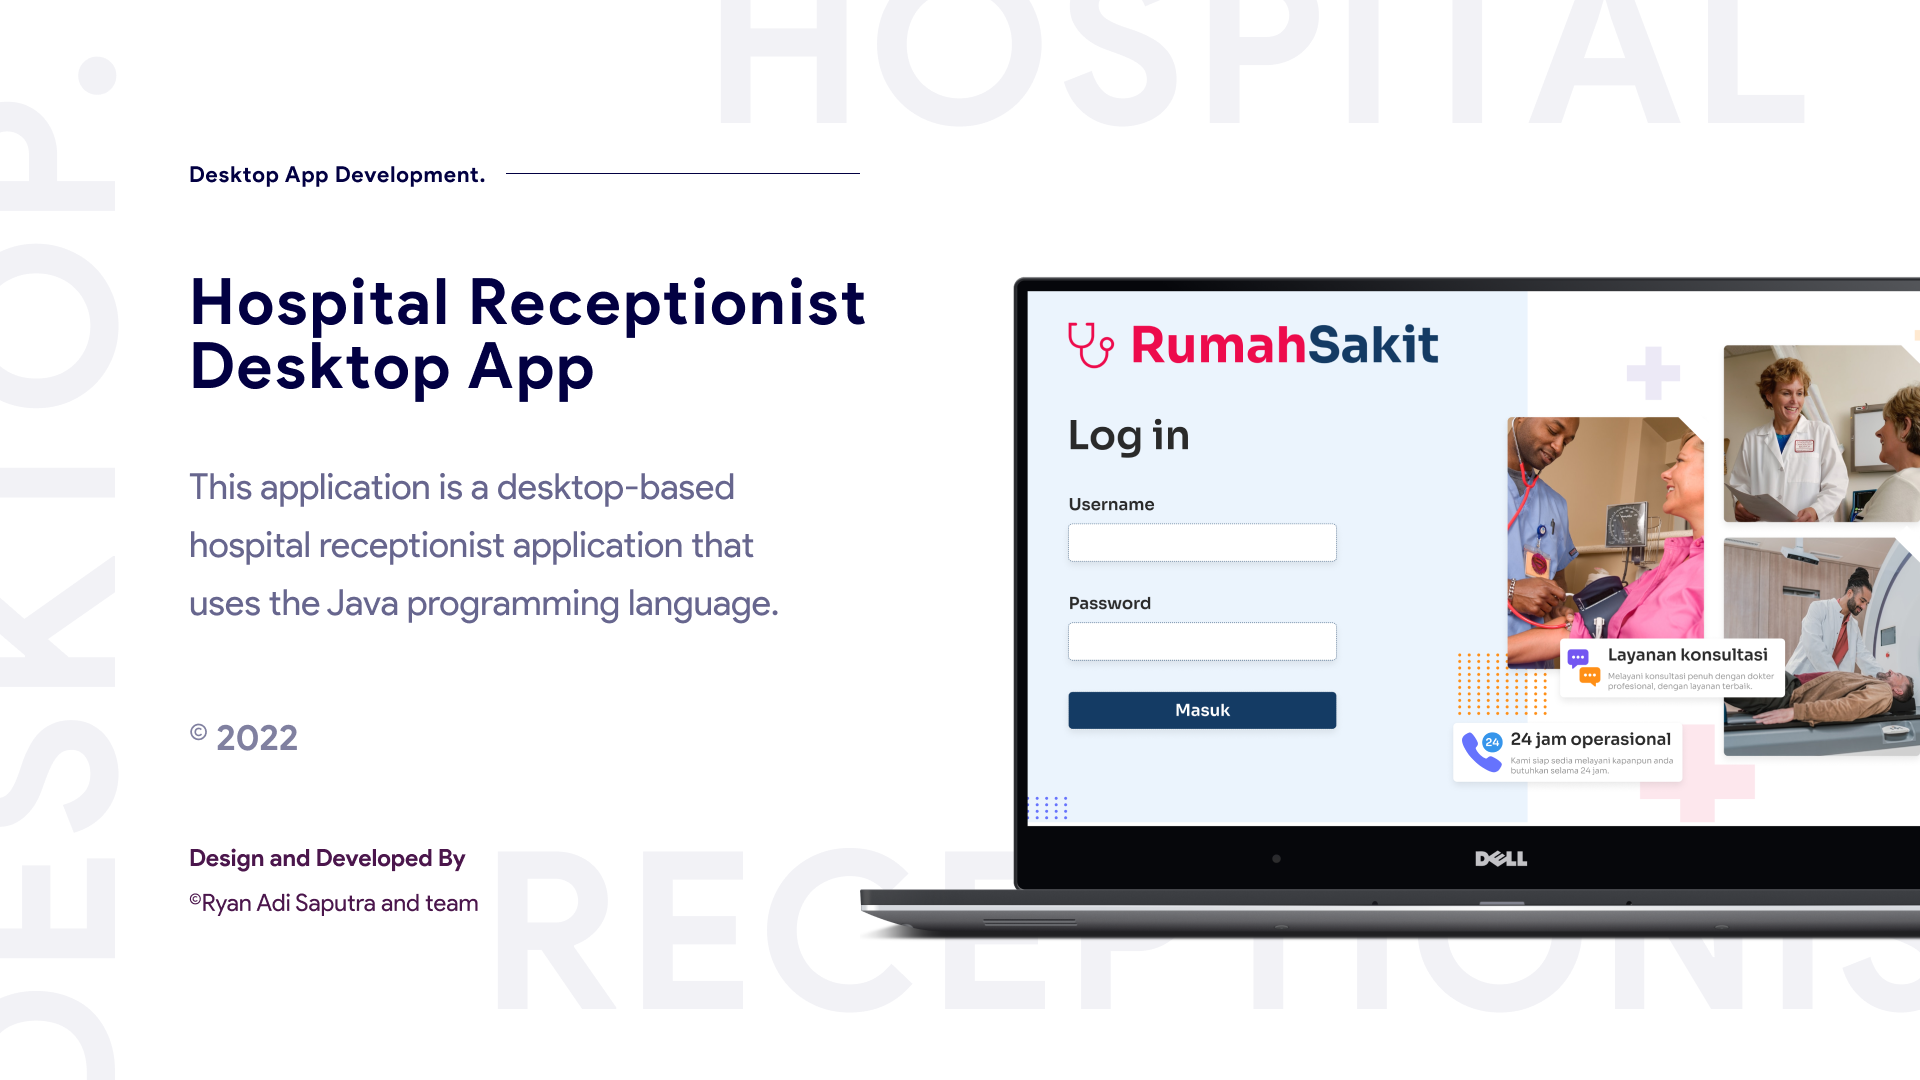 HOSPITAL
DESKTOP.
Desktop App Development.
Hospital Receptionist
Desktop App
This application is a desktop-based
hospital receptionist application that
uses the Java programming language.
© 2022
Design and Developed By
©Ryan Adi Saputra and team
RECEPTIONIS
RumahSakit
Log in
Username
Password
Masuk
Layanan konsultasi
Melayani konsultasi penuh dengan dokter
profesional, dengan layanan terbaik.
24
24 jam operasional
Kami siap sedia melayani kapanpun anda
butuhkan selama 24 jam.
DELL